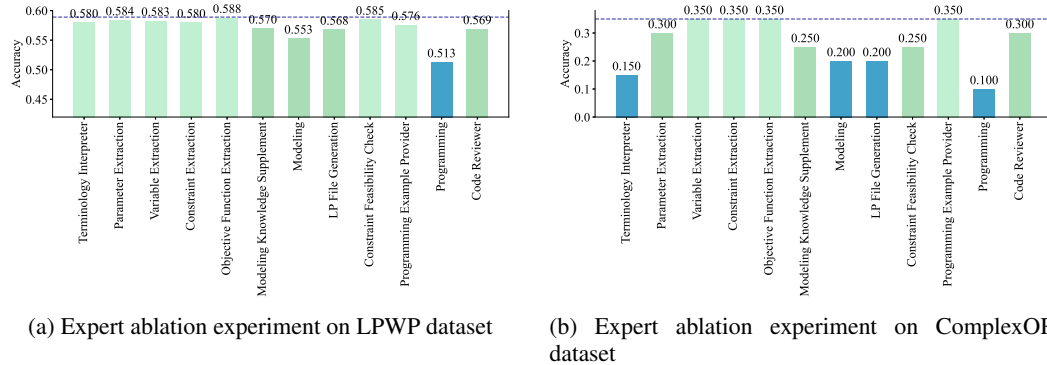 0.60
0.55
0.50
0.45
Accuracy
0.580
0.584
0.583
0.580
0.588
0.570
0.553
0.568
0.585
0.576
0.513
0.569
Terminology Interpreter
Parameter Extraction
Variable Extraction
Constraint Extraction
Objective Function Extraction
Modeling Knowledge Supplement
Modeling
LP File Generation
Constraint Feasibility Check
Programming Example Provider
Programming
Code Reviewer
(a) Expert ablation experiment on LPWP dataset
0.3
0.2
0.1
0.0
Accuracy
0.150
0.300
0.350
0.350
0.350
0.250
0.200
0.200
0.250
0.350
0.100
0.300
Terminology Interpreter
Parameter Extraction
Variable Extraction
Constraint Extraction
Objective Function Extraction
Modeling Knowledge Supplement
Modeling
LP File Generation
Constraint Feasibility Check
Programming Example Provider
Programming
Code Reviewer
(b) Expert ablation experiment on
dataset